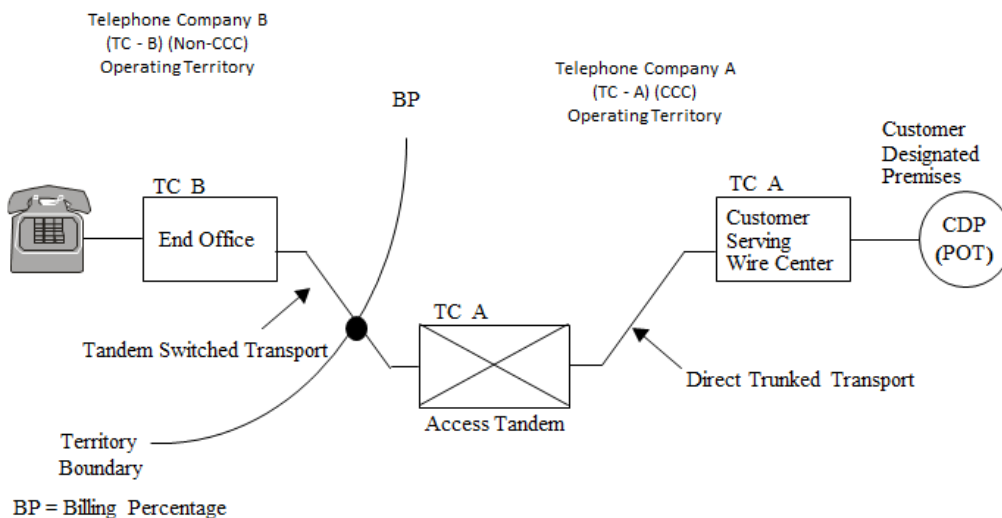 Telephone Company B
(TC - B) (Non-CCC)
Operating Territory
Telephone Company A
(TC - A) (CCC)
Operating Territory
BP
Customer
Designated
Premises
TC B
End Office
TC A
Customer
Serving
Wire Center
CDP
(POT)
Tandem Switched Transport
TC A
Access Tandem
Direct Trunked Transport
Territory
Boundary
BP = Billing Percentage